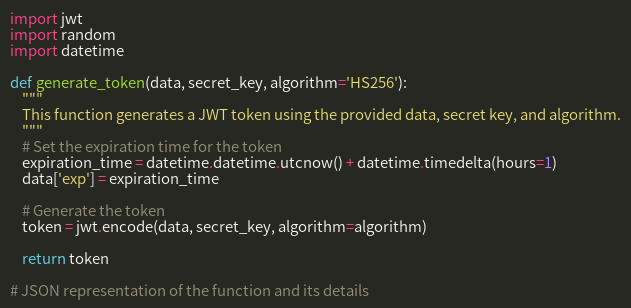 import jwt
import random
import datetime
def generate_token(data, secret_key, algorithm='HS256'):
"""
This function generates a JWT token using the provided data, secret key, and algorithm.
"""
# Set the expiration time for the token
expiration_time = datetime.datetime.utcnow() + datetime.timedelta(hours=1)
data['exp'] = expiration_time
# Generate the token
token = jwt.encode(data, secret_key, algorithm=algorithm)
return token
# JSON representation of the function and its details